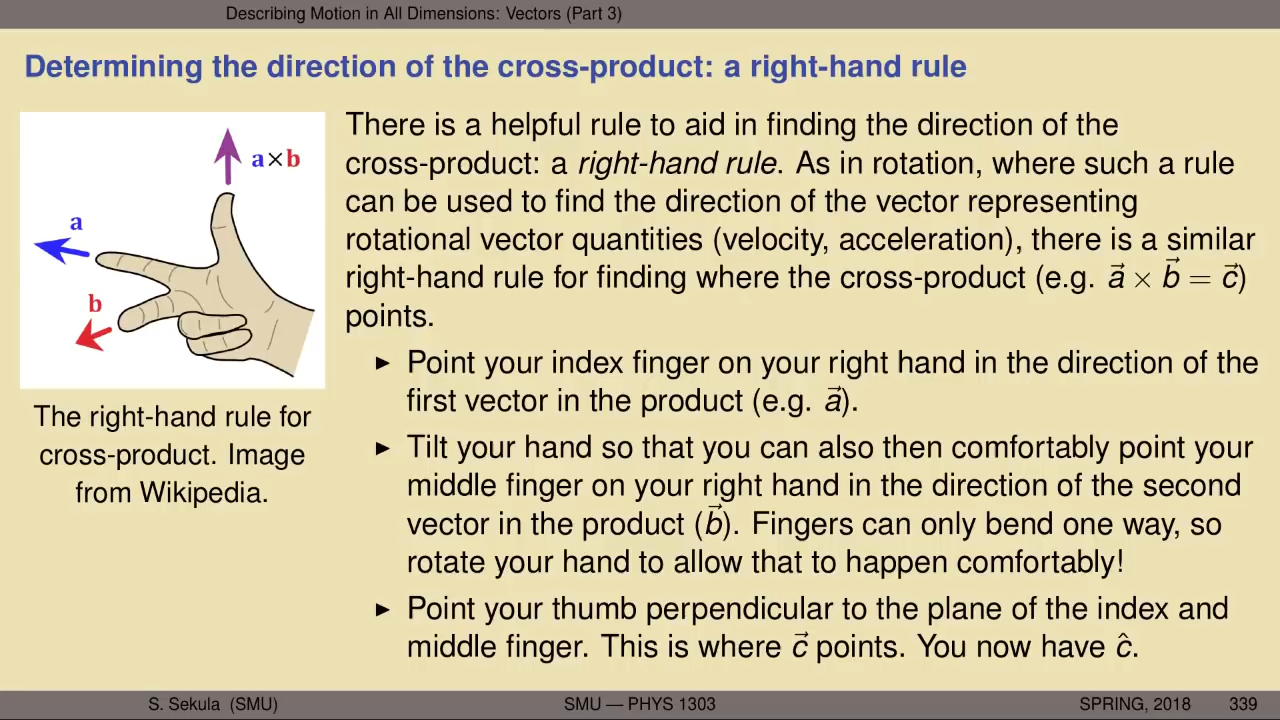 Describing Motion in All Dimensions: Vectors (Part 3)
Determining the direction of the cross-product: a right-hand rule
a×b
a
b
The right-hand rule for
cross-product. Image
from Wikipedia.
There is a helpful rule to aid in finding the direction of the
cross-product: a right-hand rule. As in rotation, where such a rule
can be used to find the direction of the vector representing
rotational vector quantities (velocity, acceleration), there is a similar
right-hand rule for finding where the cross-product (e.g. a⃗ × b⃗ = c⃗)
points.
▶ Point your index finger on your right hand in the direction of the
first vector in the product (e.g. a⃗).
▶ Tilt your hand so that you can also then comfortably point your
middle finger on your right hand in the direction of the second
vector in the product (b⃗). Fingers can only bend one way, so
rotate your hand to allow that to happen comfortably!
▶ Point your thumb perpendicular to the plane of the index and
middle finger. This is where c⃗ points. You now have ĉ.
S. Sekula (SMU)
SMU — PHYS 1303
SPRING, 2018
339